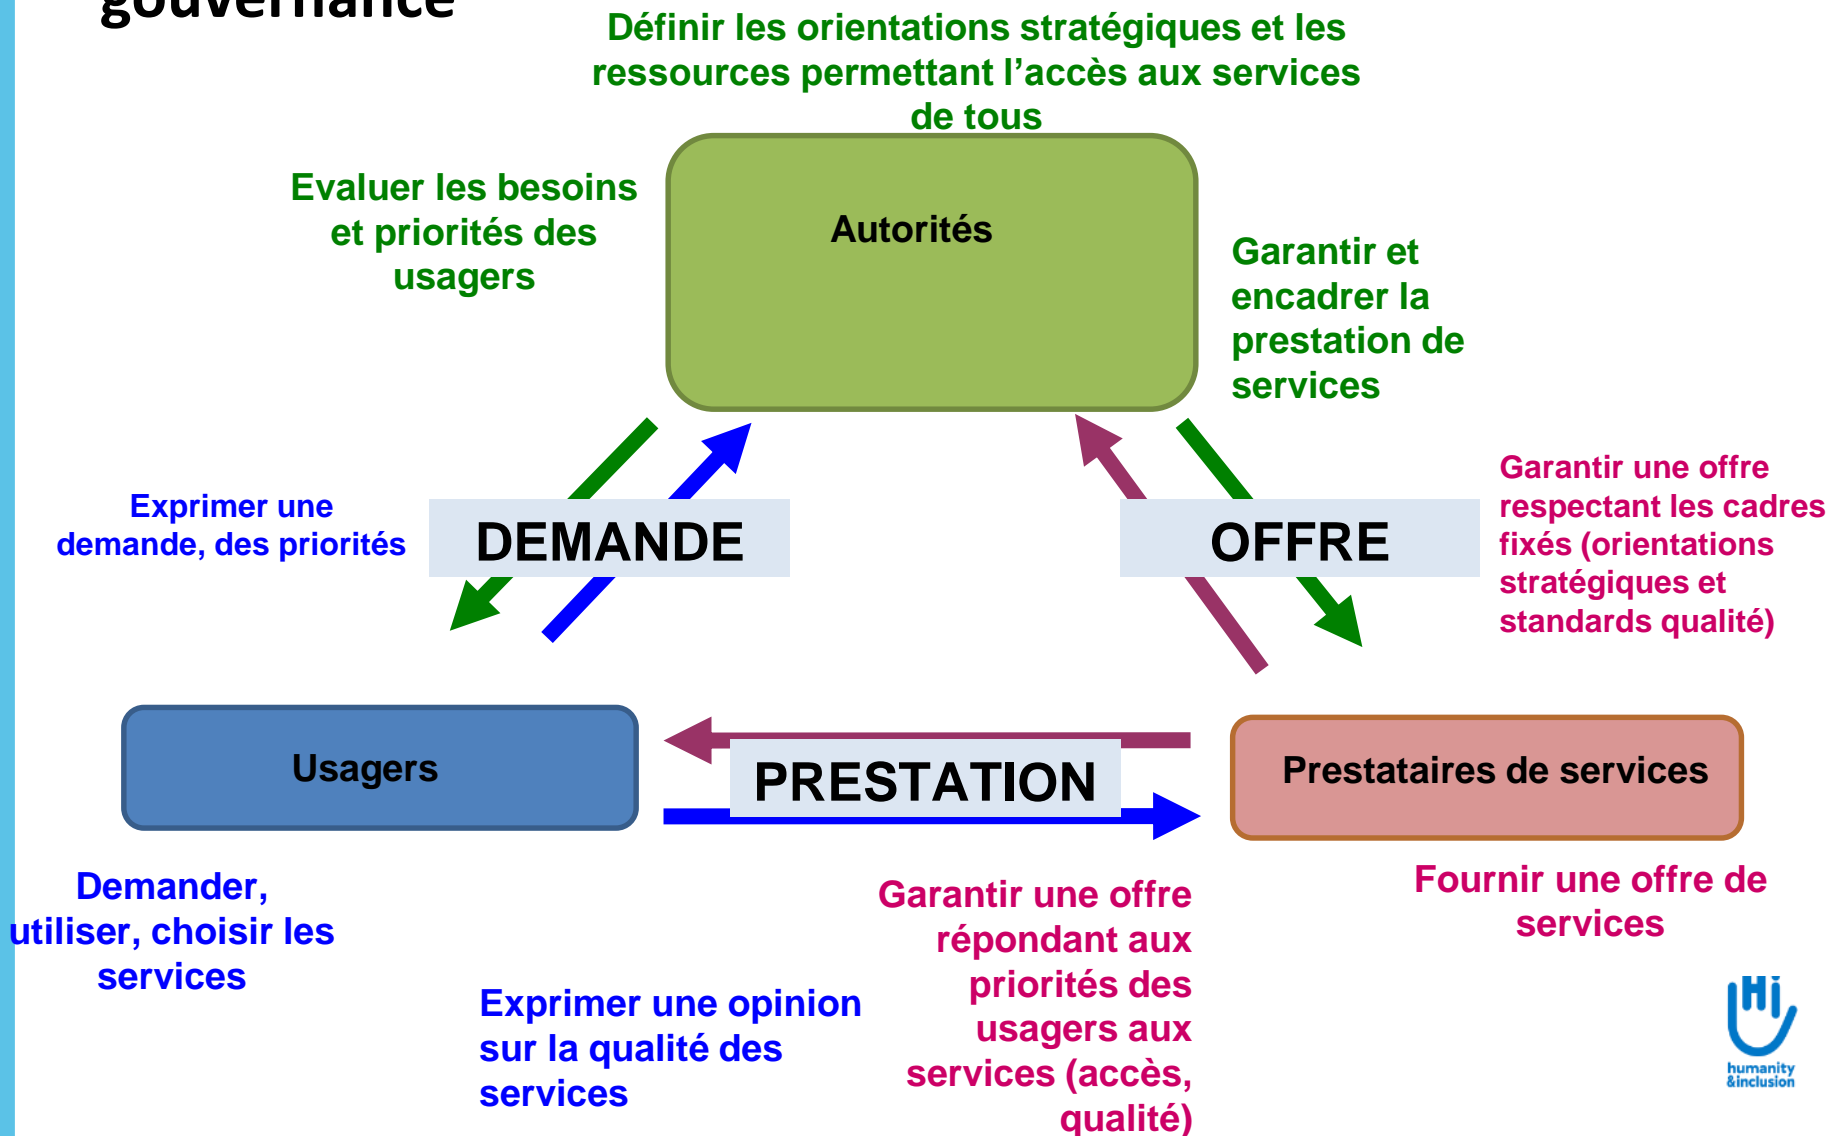 gouvernance
Définir les orientations stratégiques et les
ressources permettant l’accès aux services
de tous
Evaluer les besoins
et priorités des
usagers
Autorités
Garantir et
encadrer la
prestation de
services
Exprimer une
demande, des priorités
DEMANDE
OFFRE
Garantir une offre
respectant les cadres
fixés (orientations
stratégiques et
standards qualité)
Usagers
PRESTATION
Prestataires de services
Demander,
utiliser, choisir les
services
Exprimer une opinion
sur la qualité des
services
Garantir une offre
répondant aux
priorités des
usagers aux
services (accès,
qualité)
Fournir une offre de
services
Hi
humanity
&inclusion